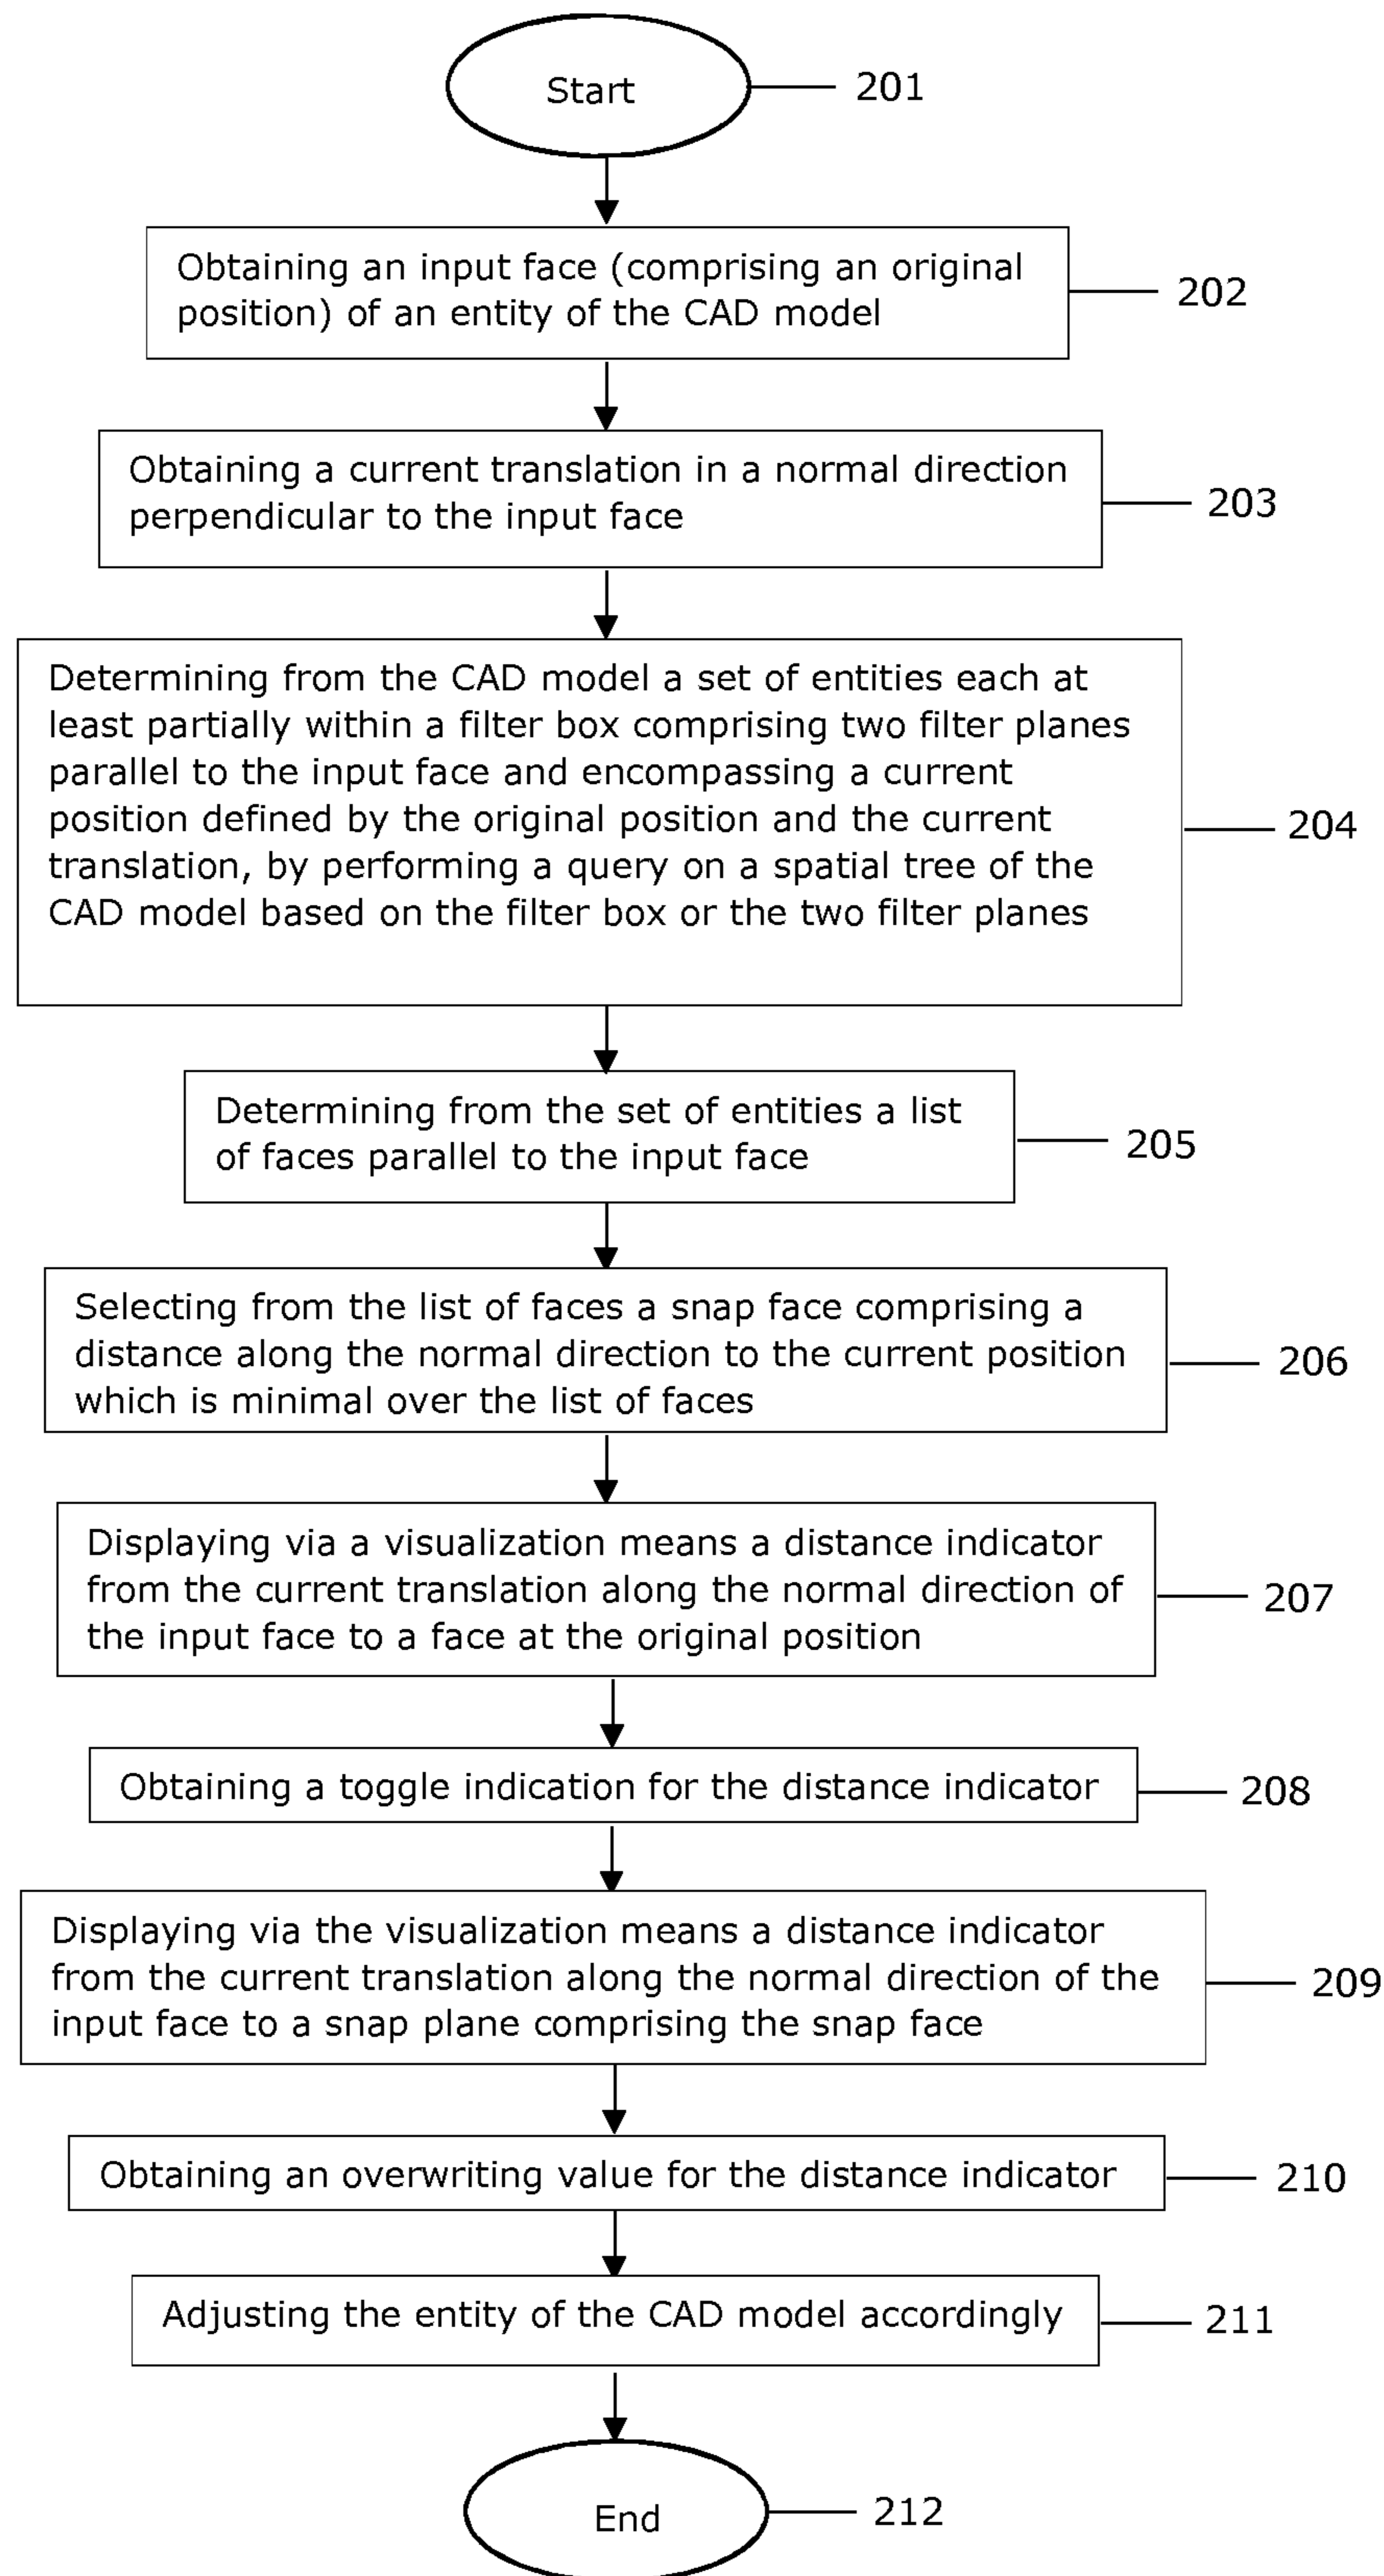 Start
201
Obtaining an input face (comprising an original
position) of an entity of the CAD model
202
Obtaining a current translation in a normal direction
perpendicular to the input face
203
Determining from the CAD model a set of entities each at
least partially within a filter box comprising two filter planes
parallel to the input face and encompassing a current
position defined by the original position and the current
translation, by performing a query on a spatial tree of the
CAD model based on the filter box or the two filter planes
204
Determining from the set of entities a list
of faces parallel to the input face
205
Selecting from the list of faces a snap face comprising a
distance along the normal direction to the current position
which is minimal over the list of faces
206
Displaying via a visualization means a distance indicator
from the current translation along the normal direction of
the input face to a face at the original position
207
Obtaining a toggle indication for the distance indicator
208
Displaying via the visualization means a distance indicator
from the current translation along the normal direction of the
input face to a snap plane comprising the snap face
209
Obtaining an overwriting value for the distance indicator
210
Adjusting the entity of the CAD model accordingly
211
End
212